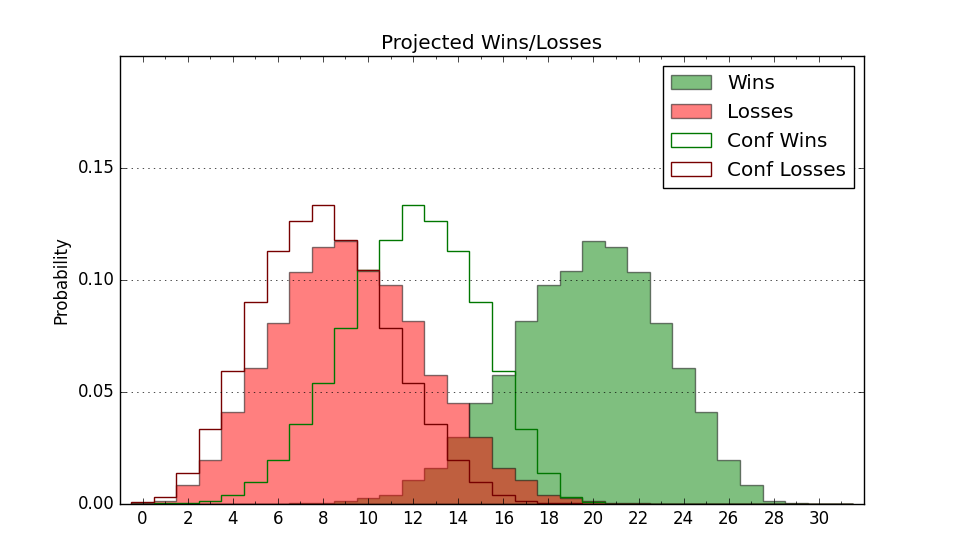 Projected Wins/Losses
Wins
Losses
Conf Wins
Conf Losses
0.15
0.10
0.05
0.00
Probability
0 2 4 6 8 10 12 14 16 18 20 22 24 26 28 30